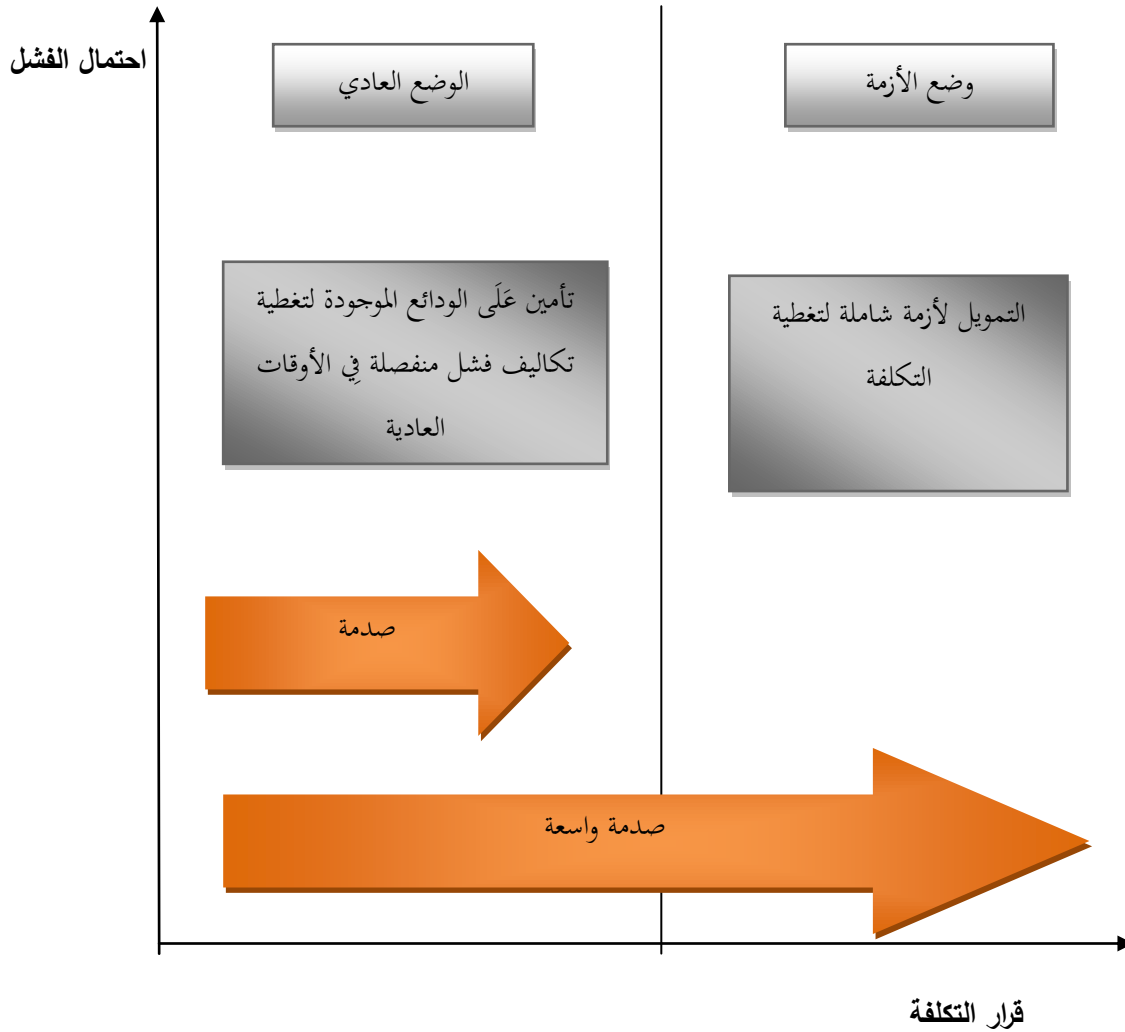 احتمال الفشل
وضع الأزمة
الوضع العادي
التمويل لأزمة شاملة لتغطية
التكلفة
تأمين عَلَى الودائع الموجودة لتغطية
تكاليف فشل منفصلة فِي الأوقات
العادية
صدمة
صدمة واسعة
قرار التكلفة